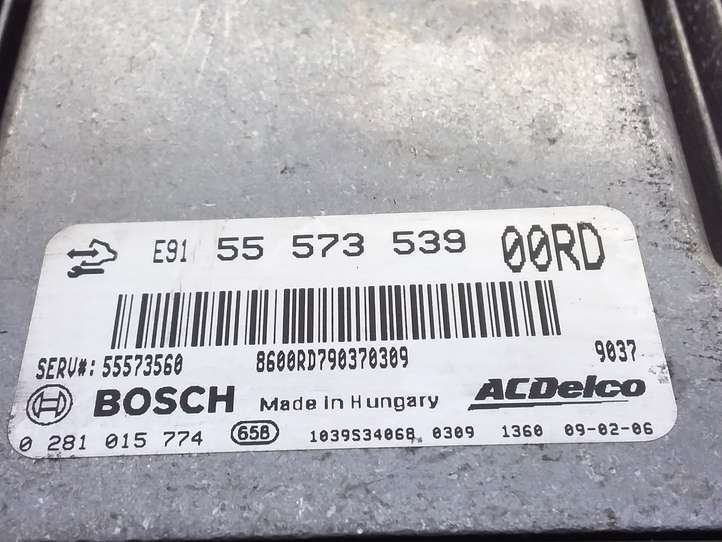 E91 55 573 539 00RD
SERV#: 55573560 8600RD790370309 9037
BOSCH Made in Hungary ACDelco
0 281 015 774 65B 1039S34068 0309 1360 09-02-06